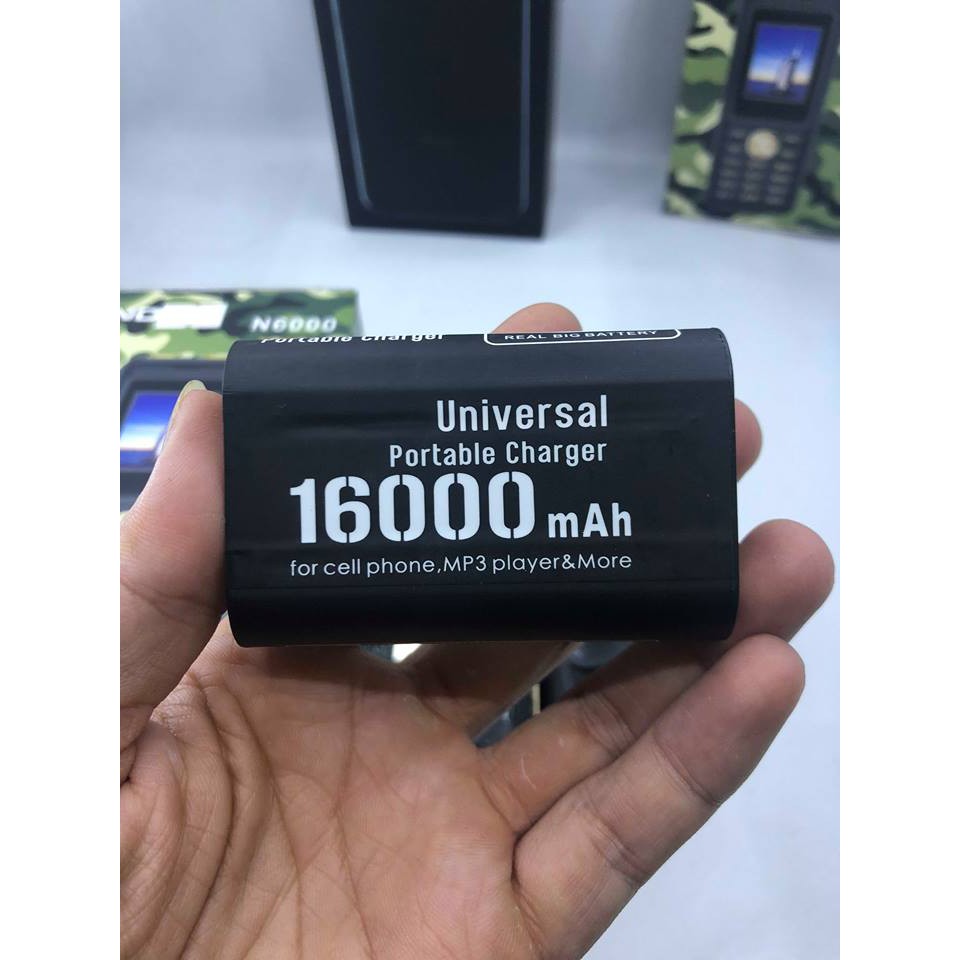 N6000
Portable Charger
REAL BIG BATTERY
Universal
Portable Charger
16000 mAh
for cell phone,MP3 player&More